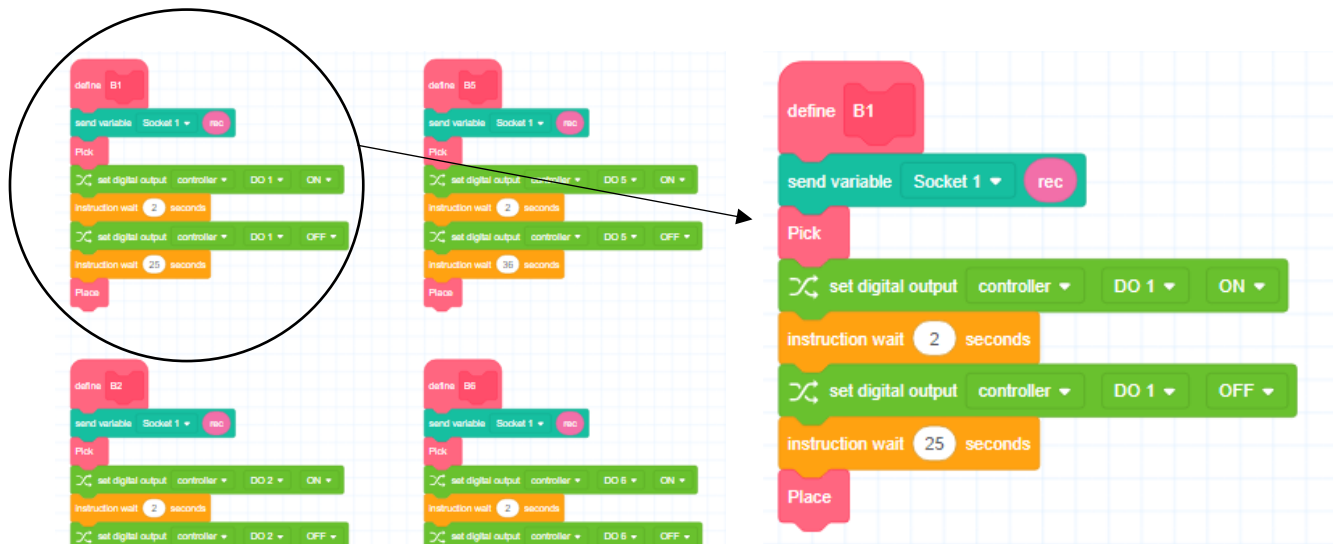 define B1
send variable Socket 1 rec
Pick
set digital output controller DO 1 ON
instruction wait 2 seconds
set digital output controller DO 1 OFF
instruction wait 25 seconds
Place
define B5
send variable Socket 1 rec
Pick
set digital output controller DO 5 ON
instruction wait 2 seconds
set digital output controller DO 5 OFF
instruction wait 36 seconds
Place
define B2
send variable Socket 1 rec
Pick
set digital output controller DO 2 ON
instruction wait 2 seconds
set digital output controller DO 2 OFF
define B6
send variable Socket 1 rec
Pick
set digital output controller DO 6 ON
instruction wait 2 seconds
set digital output controller DO 6 OFF
define B1
send variable Socket 1 rec
Pick
set digital output controller DO 1 ON
instruction wait 2 seconds
set digital output controller DO 1 OFF
instruction wait 25 seconds
Place